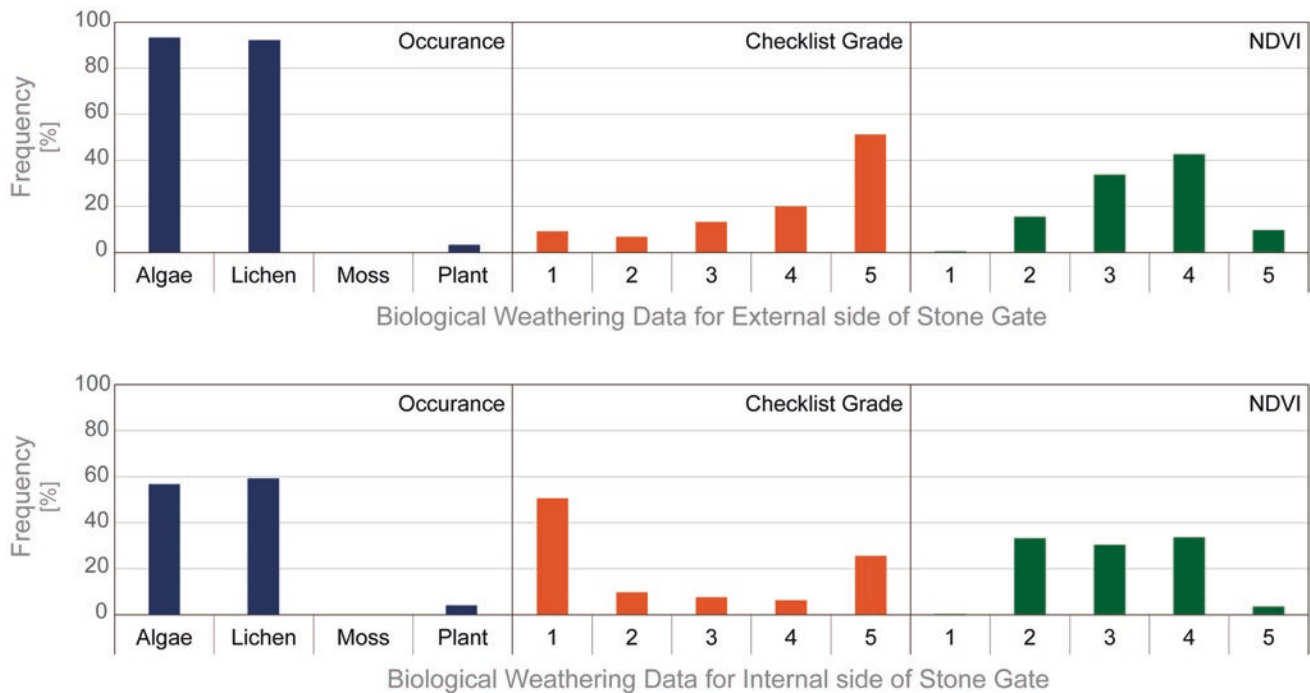 100
80
60
40
20
0
Frequency
[%]
Occurance
Checklist Grade
NDVI
Algae Lichen Moss Plant 1 2 3 4 5 1 2 3 4 5
Biological Weathering Data for External side of Stone Gate
100
80
60
40
20
0
Frequency
[%]
Occurance
Checklist Grade
NDVI
Algae Lichen Moss Plant 1 2 3 4 5 1 2 3 4 5
Biological Weathering Data for Internal side of Stone Gate